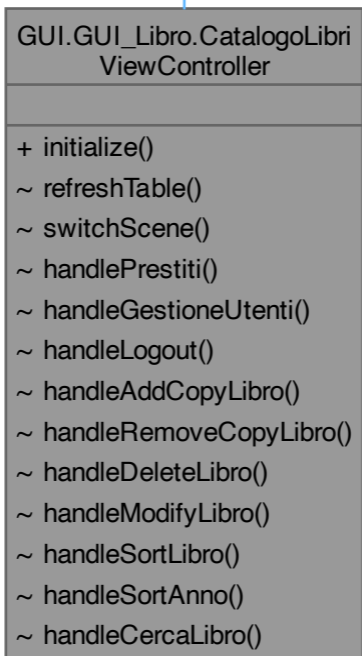 GUI.GUI_Libro.CatalogoLibri
ViewController
+ initialize()
~ refreshTable()
~ switchScene()
~ handlePrestiti()
~ handleGestioneUtenti()
~ handleLogout()
~ handleAddCopyLibro()
~ handleRemoveCopyLibro()
~ handleDeleteLibro()
~ handleModifyLibro()
~ handleSortLibro()
~ handleSortAnno()
~ handleCercaLibro()